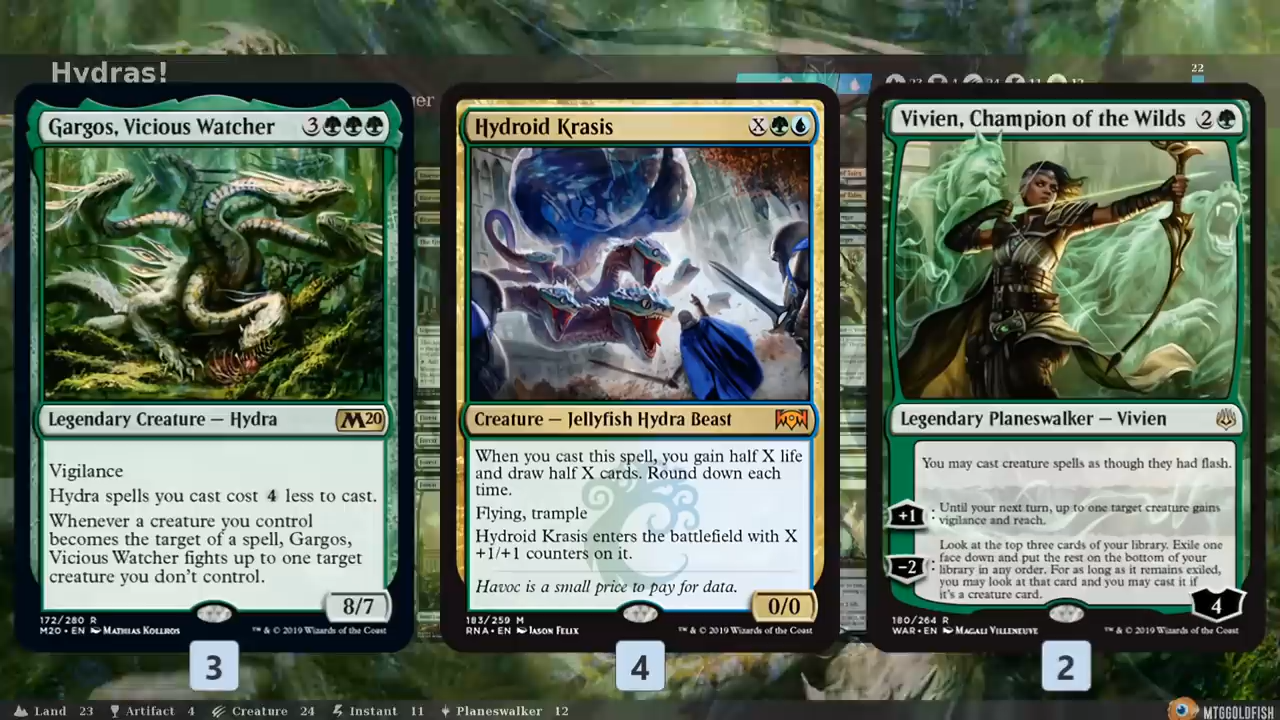 Hydras!
22
Gargos, Vicious Watcher 3
Legendary Creature — Hydra M20
Vigilance
Hydra spells you cast cost 4 less to cast.
Whenever a creature you control
becomes the target of a spell, Gargos,
Vicious Watcher fights up to one target
creature you don't control.
8/7
172/280 R
M20 • EN Mathias Kollros ™ & © 2019 Wizards of the Coast
3
Hydroid Krasis X
Creature — Jellyfish Hydra Beast
When you cast this spell, you gain half X life
and draw half X cards. Round down each
time.
Flying, trample
Hydroid Krasis enters the battlefield with X
+1/+1 counters on it.
Havoc is a small price to pay for data.
0/0
183/259 M
RNA • EN Jason Felix ™ & © 2019 Wizards of the Coast
4
Vivien, Champion of the Wilds 2
Legendary Planeswalker — Vivien
You may cast creature spells as though they had flash.
+1 : Until your next turn, up to one target creature gains
vigilance and reach.
-2 : Look at the top three cards of your library. Exile one
face down and put the rest on the bottom of your
library in any order. For as long as it remains exiled,
you may look at that card and you may cast it if
it's a creature card.
4
180/264 R
WAR • EN Magali Villeneuve ™ & © 2019 Wizards of the Coast
2
Land 23 Artifact 4 Creature 24 Instant 11 Planeswalker 12
MTGGOLDFISH